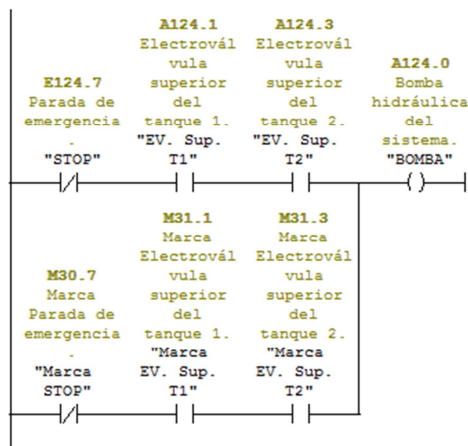 A124.1 A124.3
Electrovál Electrovál
vula vula A124.0
E124.7 superior superior Bomba
Parada de del del hidráulica
emergencia tanque 1. tanque 2. del
. "EV. Sup. "EV. Sup. sistema.
"STOP" T1" T2" "BOMBA"
M31.1 M31.3
Marca Marca
Electrovál Electrovál
M30.7 vula vula
Marca superior superior
Parada de del del
emergencia tanque 1. tanque 2.
. "Marca "Marca
"Marca EV. Sup. EV. Sup.
STOP" T1" T2"